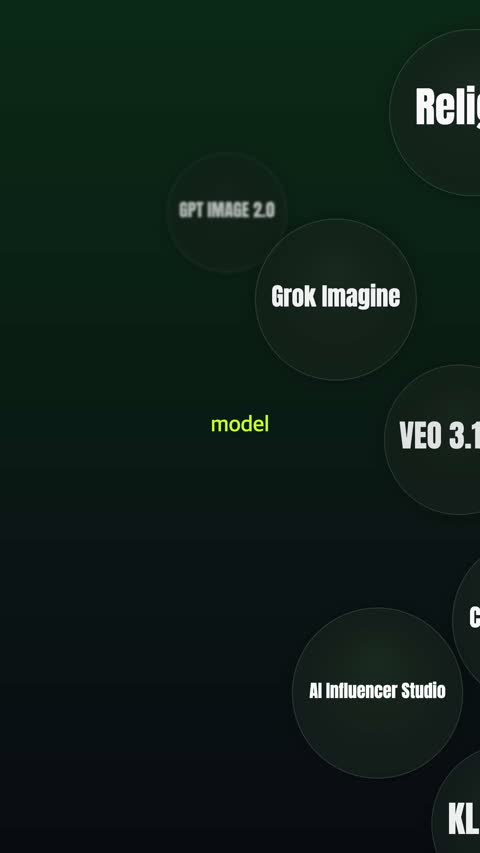 Relig
GPT IMAGE 2.0
Grok Imagine
model
VEO 3.1
C
AI Influencer Studio
KL